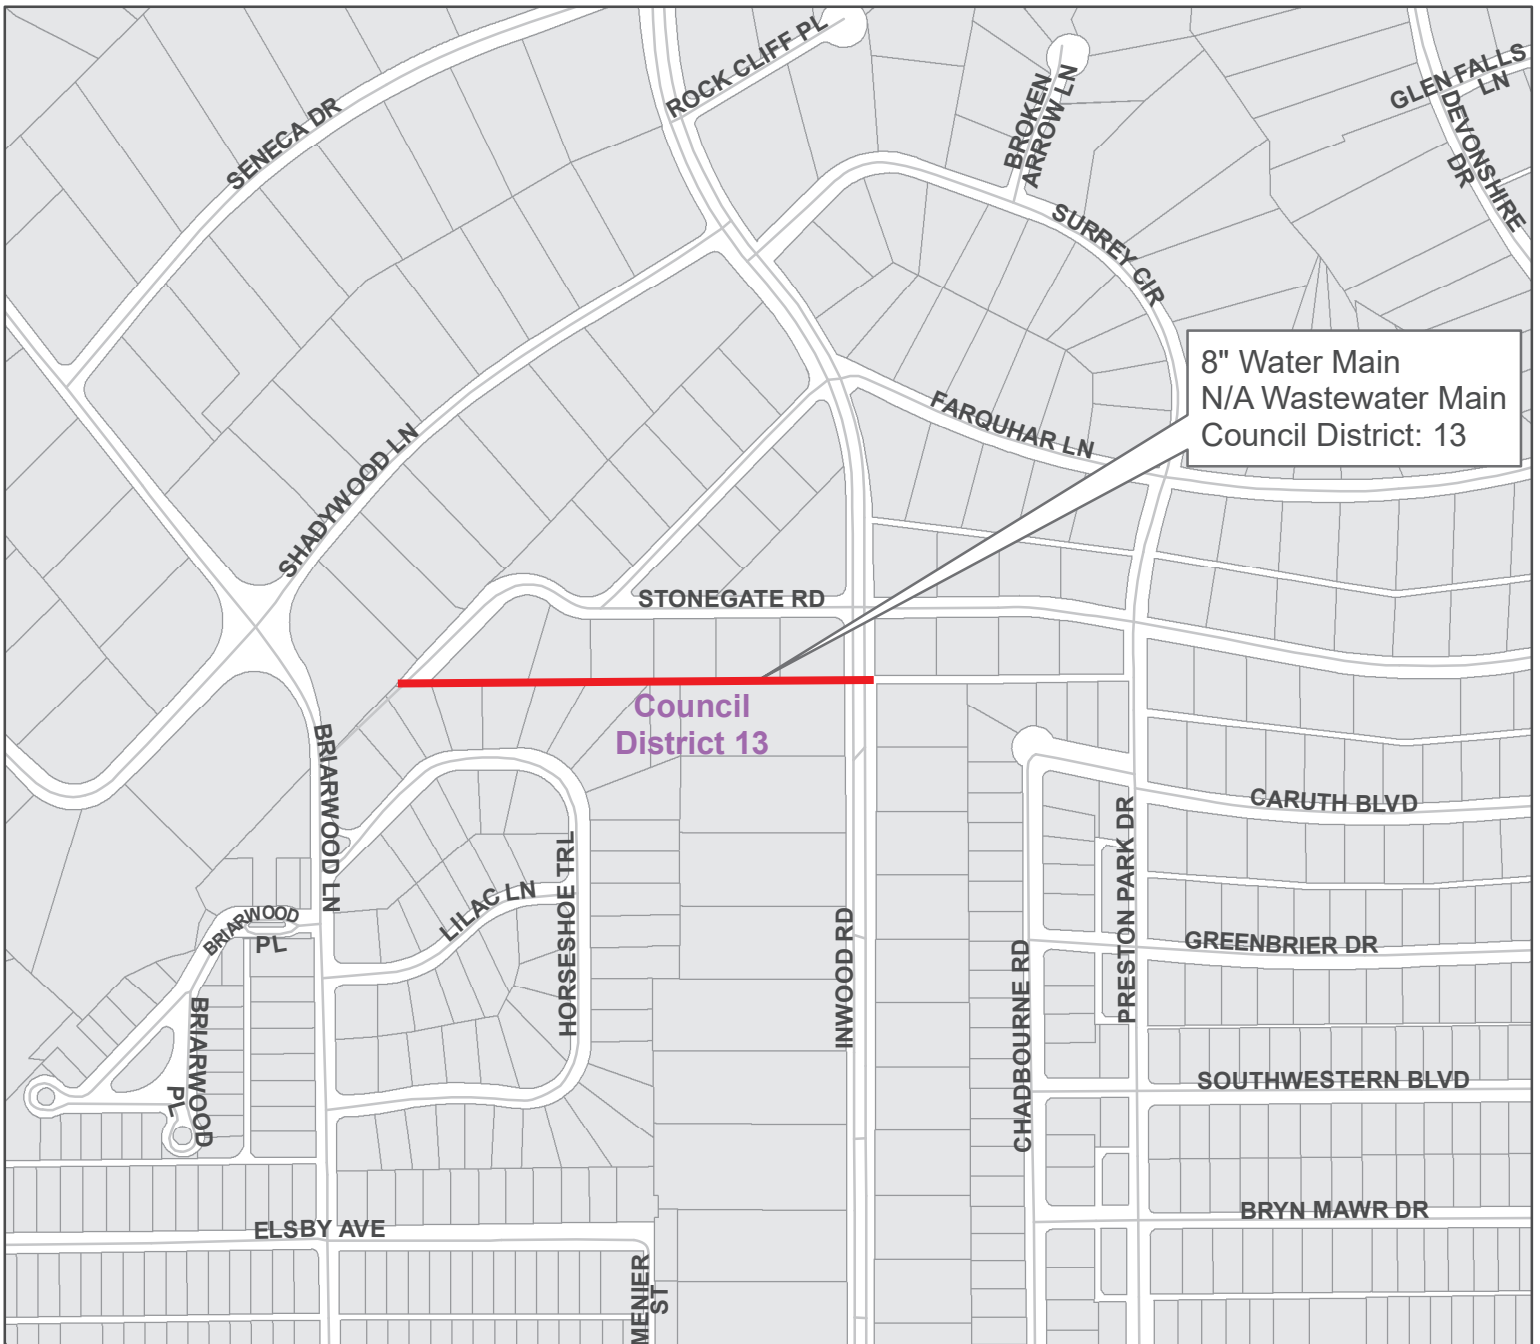 ROCK CLIFF PL
SENECA DR
BROKEN
ARROW LN
GLEN FALLS
LN
DEVONSHIRE
DR
SURREY CIR
8" Water Main
N/A Wastewater Main
Council District: 13
FARQUHAR LN
SHADYWOOD LN
STONEGATE RD
Council
District 13
BRIARWOOD LN
CARUTH BLVD
PRESTON PARK DR
HORSESHOE TRL
LILAC LN
BRIARWOOD
PL
INWOOD RD
GREENBRIER DR
CHADBOURNE RD
BRIARWOOD
PL
SOUTHWESTERN BLVD
BRYN MAWR DR
ELSBY AVE
MENIER
ST